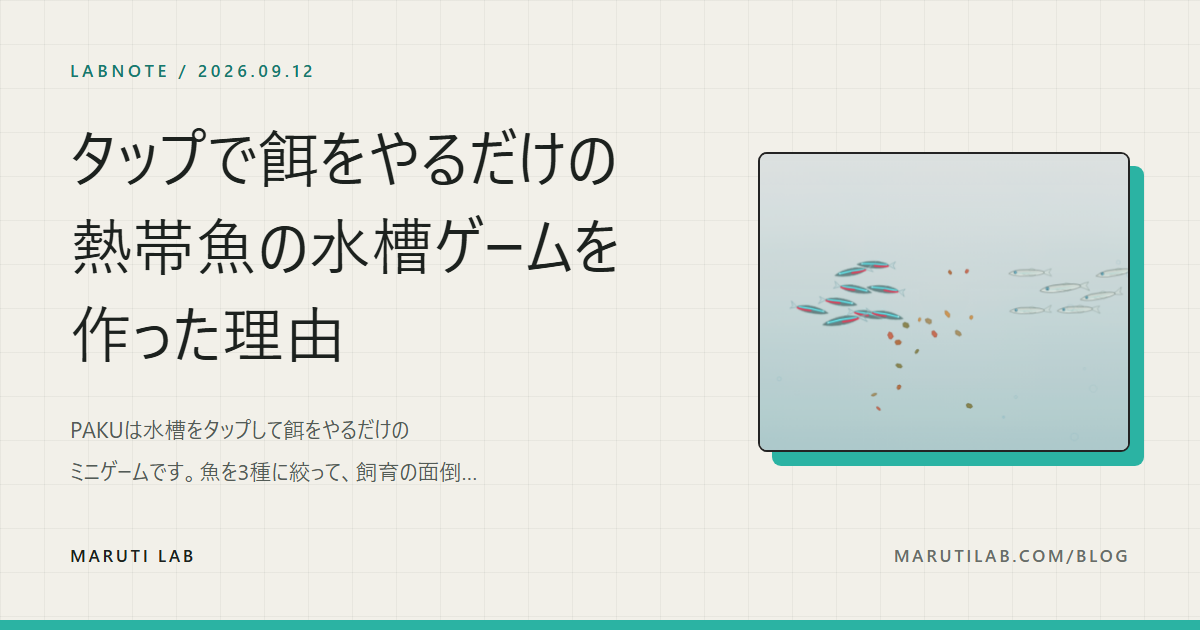 LABNOTE / 2026.09.12
タップで餌をやるだけの
熱帯魚の水槽ゲームを
作った理由
PAKUは水槽をタップして餌をやるだけの
ミニゲームです。魚を3種に絞って、飼育の面倒...
MARUTI LAB
MARUTILAB.COM/BLOG